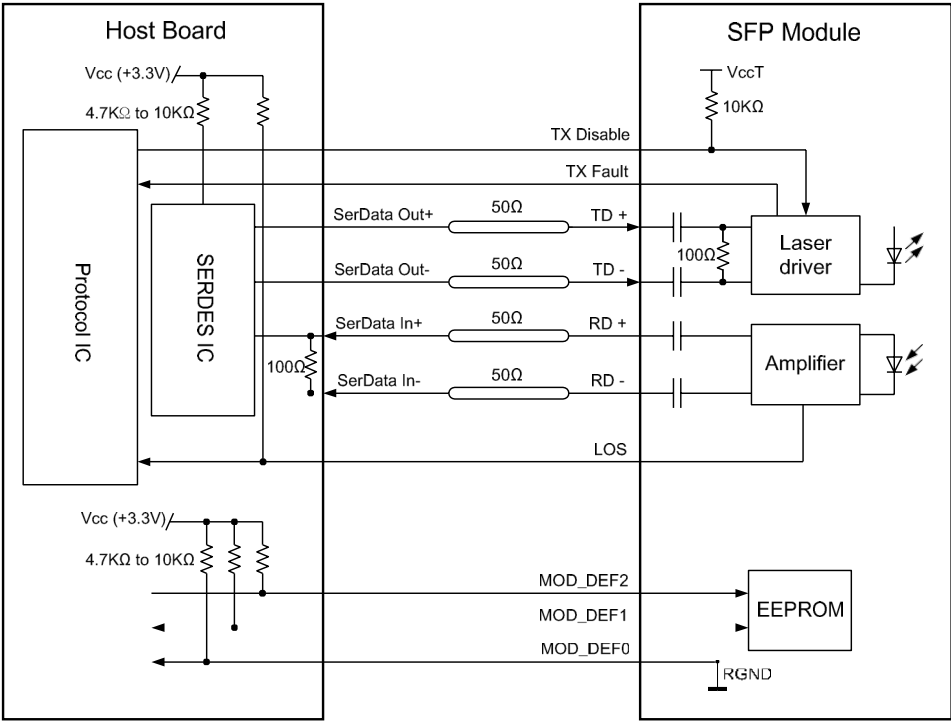 Host Board
SFP Module
Vcc (+3.3V)
VccT
4.7KΩ to 10KΩ
10KΩ
TX Disable
TX Fault
SerData Out+
50Ω
TD +
SerData Out-
50Ω
TD -
100Ω
Laser
driver
Protocol IC
SERDES IC
SerData In+
50Ω
RD +
100Ω
SerData In-
50Ω
RD -
Amplifier
LOS
Vcc (+3.3V)
4.7KΩ to 10KΩ
MOD_DEF2
MOD_DEF1
MOD_DEF0
EEPROM
RGND